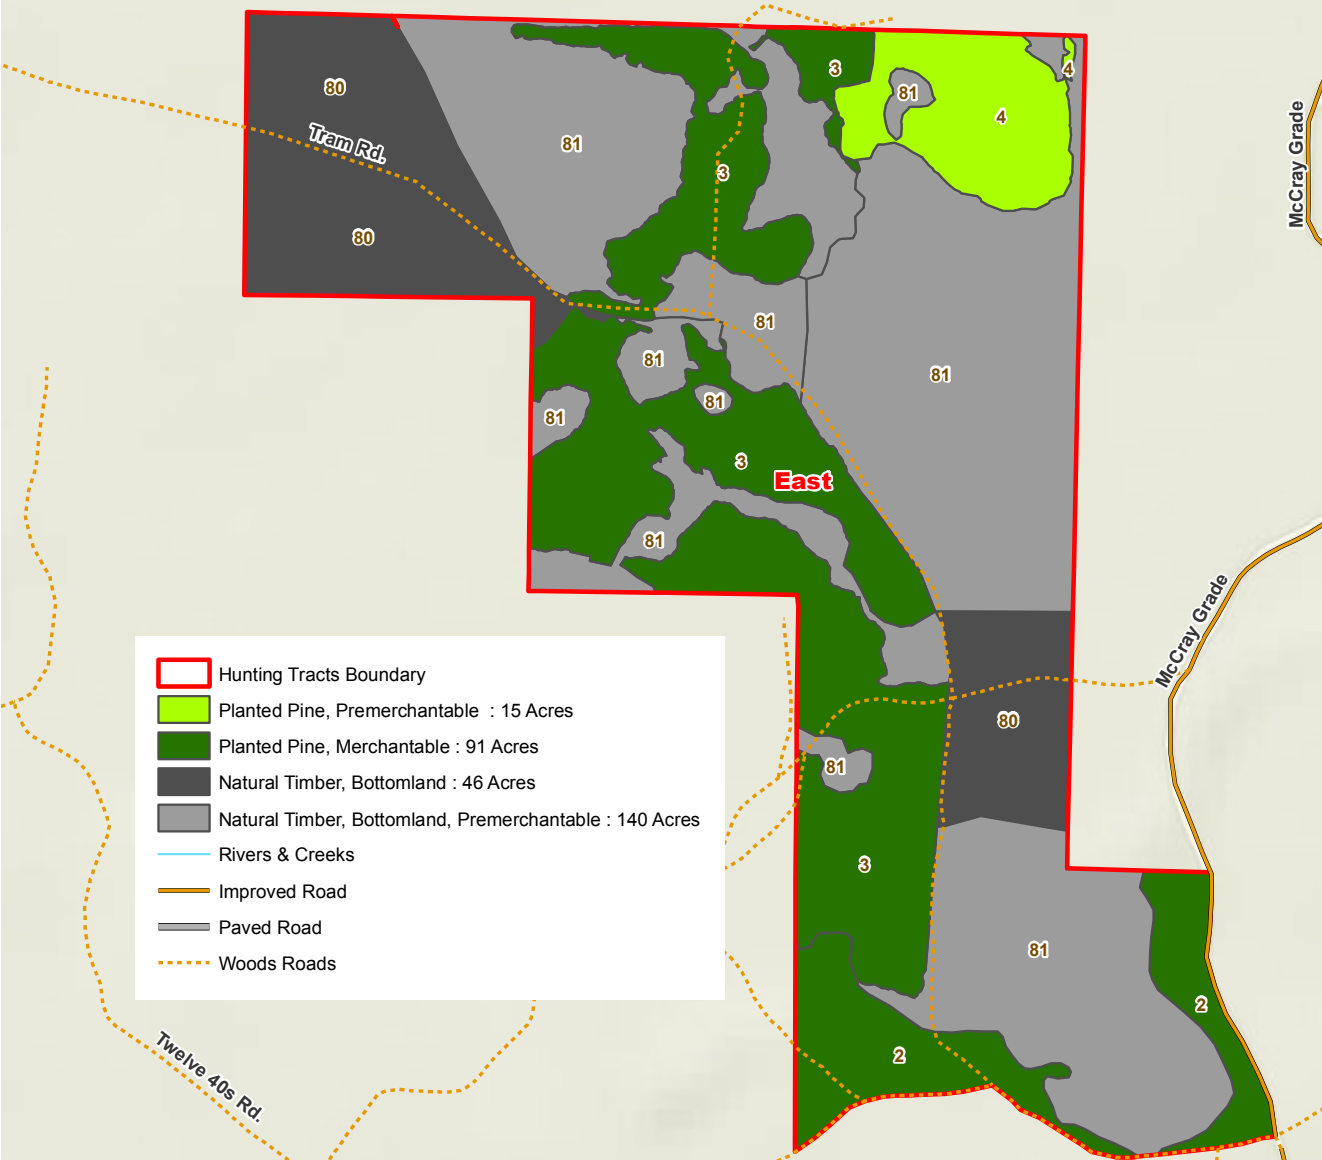 3
4
4
80
81
81
McCray Grade
Tram Rd.
3
80
81
81
81
81
81
3
East
81
McCray Grade
Hunting Tracts Boundary
Planted Pine, Premerchantable : 15 Acres
Planted Pine, Merchantable : 91 Acres
Natural Timber, Bottomland : 46 Acres
Natural Timber, Bottomland, Premerchantable : 140 Acres
Rivers & Creeks
Improved Road
Paved Road
Woods Roads
80
81
3
81
2
2
Twelve 40s Rd.